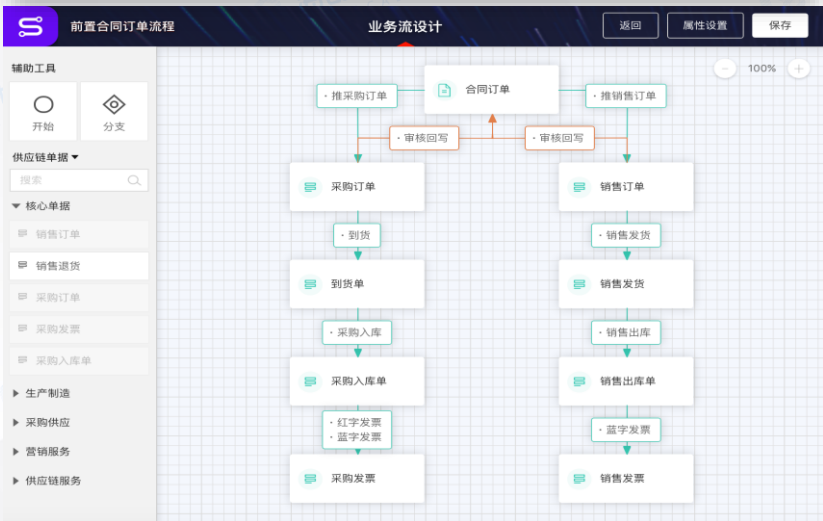 前置合同订单流程
业务流设计
返回
属性设置
保存
辅助工具
开始
分支
供应链单据
搜索
核心单据
销售订单
销售退货
采购订单
采购发票
采购入库单
生产制造
采购供应
营销服务
供应链服务
100%
合同订单
· 推采购订单
· 推销售订单
· 审核回写
· 审核回写
采购订单
销售订单
· 到货
· 销售发货
到货单
销售发货
· 采购入库
· 销售出库
采购入库单
销售出库单
· 红字发票
· 蓝字发票
· 蓝字发票
采购发票
销售发票